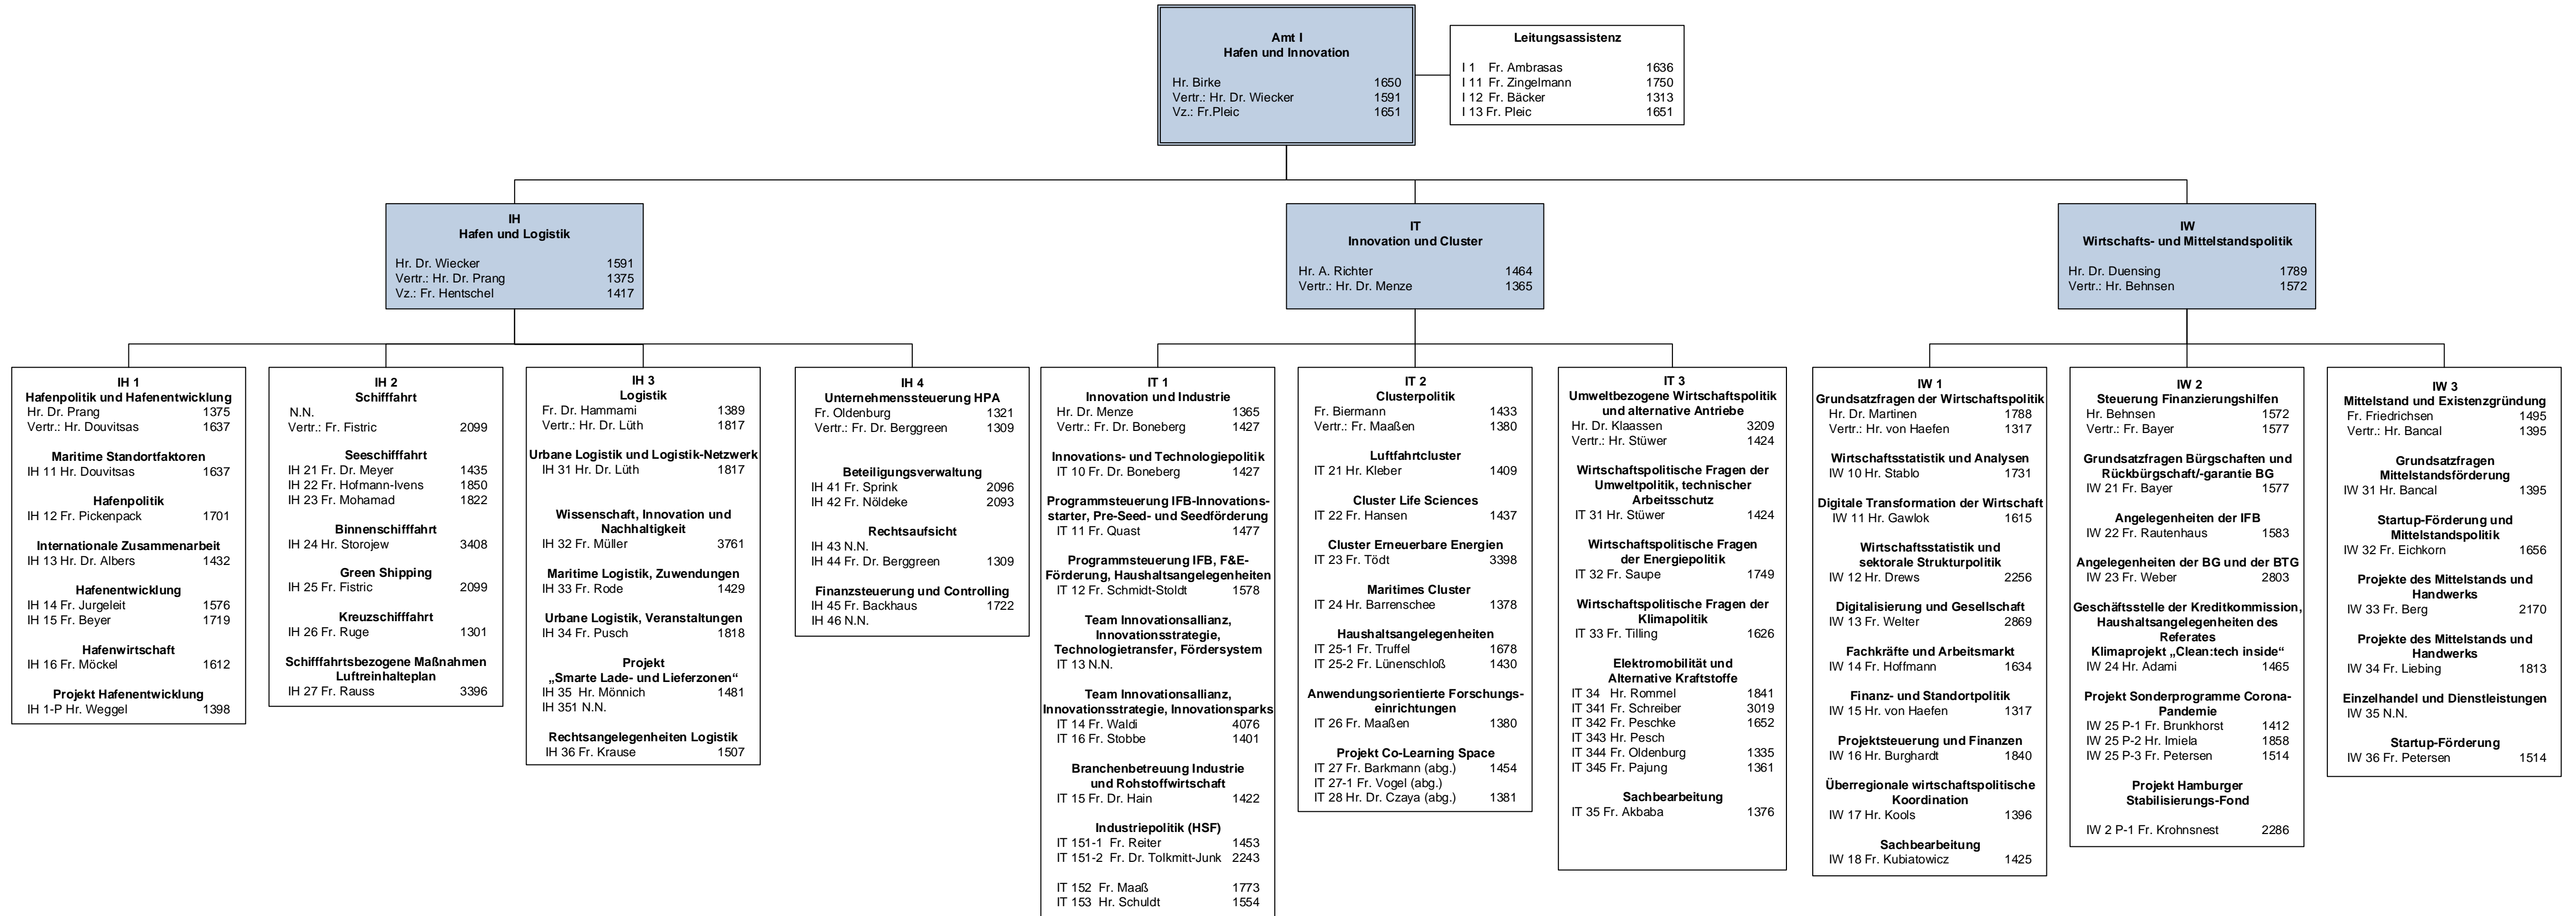 Amt I
Hafen und Innovation
Hr. Birke 1650
Vertr.: Hr. Dr. Wiecker 1591
Vz.: Fr.Pleic 1651
Leitungsassistenz
I 1 Fr. Ambrasas 1636
I 11 Fr. Zingelmann 1750
I 12 Fr. Bäcker 1313
I 13 Fr. Pleic 1651
IH
Hafen und Logistik
Hr. Dr. Wiecker 1591
Vertr.: Hr. Dr. Prang 1375
Vz.: Fr. Hentschel 1417
IT
Innovation und Cluster
Hr. A. Richter 1464
Vertr.: Hr. Dr. Menze 1365
IW
Wirtschafts- und Mittelstandspolitik
Hr. Dr. Duensing 1789
Vertr.: Hr. Behnsen 1572
IH 1
Hafenpolitik und Hafenentwicklung
Hr. Dr. Prang 1375
Vertr.: Hr. Douvitsas 1637
Maritime Standortfaktoren
IH 11 Hr. Douvitsas 1637
Hafenpolitik
IH 12 Fr. Pickenpack 1701
Internationale Zusammenarbeit
IH 13 Hr. Dr. Albers 1432
Hafenentwicklung
IH 14 Fr. Jurgeleit 1576
IH 15 Fr. Beyer 1719
Hafenwirtschaft
IH 16 Fr. Möckel 1612
Projekt Hafenentwicklung
IH 1-P Hr. Weggel 1398
IH 2
Schifffahrt
N.N.
Vertr.: Fr. Fistric 2099
Seeschifffahrt
IH 21 Fr. Dr. Meyer 1435
IH 22 Fr. Hofmann-Ivens 1850
IH 23 Fr. Mohamad 1822
Binnenschifffahrt
IH 24 Hr. Storojew 3408
Green Shipping
IH 25 Fr. Fistric 2099
Kreuzschifffahrt
IH 26 Fr. Ruge 1301
Schifffahrtsbezogene Maßnahmen
Luftreinhalteplan
IH 27 Fr. Rauss 3396
IH 3
Logistik
Fr. Dr. Hammami 1389
Vertr.: Hr. Dr. Lüth 1817
Urbane Logistik und Logistik-Netzwerk
IH 31 Hr. Dr. Lüth 1817
Wissenschaft, Innovation und
Nachhaltigkeit
IH 32 Fr. Müller 3761
Maritime Logistik, Zuwendungen
IH 33 Fr. Rode 1429
Urbane Logistik, Veranstaltungen
IH 34 Fr. Pusch 1818
Projekt
„Smarte Lade- und Lieferzonen“
IH 35 Hr. Mönnich 1481
IH 351 N.N.
Rechtsangelegenheiten Logistik
IH 36 Fr. Krause 1507
IH 4
Unternehmenssteuerung HPA
Fr. Oldenburg 1321
Vertr.: Fr. Dr. Berggreen 1309
Beteiligungsverwaltung
IH 41 Fr. Sprink 2096
IH 42 Fr. Nöldeke 2093
Rechtsaufsicht
IH 43 N.N.
IH 44 Fr. Dr. Berggreen 1309
Finanzsteuerung und Controlling
IH 45 Fr. Backhaus 1722
IH 46 N.N.
IT 1
Innovation und Industrie
Hr. Dr. Menze 1365
Vertr.: Fr. Dr. Boneberg 1427
Innovations- und Technologiepolitik
IT 10 Fr. Dr. Boneberg 1427
Programmsteuerung IFB-Innovations-
starter, Pre-Seed- und Seedförderung
IT 11 Fr. Quast 1477
Programmsteuerung IFB, F&E-
Förderung, Haushaltsangelegenheiten
IT 12 Fr. Schmidt-Stoldt 1578
Team Innovationsallianz,
Innovationsstrategie,
Technologietransfer, Fördersystem
IT 13 N.N.
Team Innovationsallianz,
Innovationsstrategie, Innovationsparks
IT 14 Fr. Waldi 4076
IT 16 Fr. Stobbe 1401
Branchenbetreuung Industrie
und Rohstoffwirtschaft
IT 15 Fr. Dr. Hain 1422
Industriepolitik (HSF)
IT 151-1 Fr. Reiter 1453
IT 151-2 Fr. Dr. Tolkmitt-Junk 2243
IT 152 Fr. Maaß 1773
IT 153 Hr. Schuldt 1554
IT 2
Clusterpolitik
Fr. Biermann 1433
Vertr.: Fr. Maaßen 1380
Luftfahrtcluster
IT 21 Hr. Kleber 1409
Cluster Life Sciences
IT 22 Fr. Hansen 1437
Cluster Erneuerbare Energien
IT 23 Fr. Tödt 3398
Maritimes Cluster
IT 24 Hr. Barrenschee 1378
Haushaltsangelegenheiten
IT 25-1 Fr. Truffel 1678
IT 25-2 Fr. Lünenschloß 1430
Anwendungsorientierte Forschungs-
einrichtungen
IT 26 Fr. Maaßen 1380
Projekt Co-Learning Space
IT 27 Fr. Barkmann (abg.) 1454
IT 27-1 Fr. Vogel (abg.)
IT 28 Hr. Dr. Czaya (abg.) 1381
IT 3
Umweltbezogene Wirtschaftspolitik
und alternative Antriebe
Hr. Dr. Klaassen 3209
Vertr.: Hr. Stüwer 1424
Wirtschaftspolitische Fragen der
Umweltpolitik, technischer
Arbeitsschutz
IT 31 Hr. Stüwer 1424
Wirtschaftspolitische Fragen
der Energiepolitik
IT 32 Fr. Saupe 1749
Wirtschaftspolitische Fragen der
Klimapolitik
IT 33 Fr. Tilling 1626
Elektromobilität und
Alternative Kraftstoffe
IT 34 Hr. Rommel 1841
IT 341 Fr. Schreiber 3019
IT 342 Fr. Peschke 1652
IT 343 Hr. Pesch
IT 344 Fr. Oldenburg 1335
IT 345 Fr. Pajung 1361
Sachbearbeitung
IT 35 Fr. Akbaba 1376
IW 1
Grundsatzfragen der Wirtschaftspolitik
Hr. Dr. Martinen 1788
Vertr.: Hr. von Haefen 1317
Wirtschaftsstatistik und Analysen
IW 10 Hr. Stablo 1731
Digitale Transformation der Wirtschaft
IW 11 Hr. Gawlok 1615
Wirtschaftsstatistik und
sektorale Strukturpolitik
IW 12 Hr. Drews 2256
Digitalisierung und Gesellschaft
IW 13 Fr. Welter 2869
Fachkräfte und Arbeitsmarkt
IW 14 Fr. Hoffmann 1634
Finanz- und Standortpolitik
IW 15 Hr. von Haefen 1317
Projektsteuerung und Finanzen
IW 16 Hr. Burghardt 1840
Überregionale wirtschaftspolitische
Koordination
IW 17 Hr. Kools 1396
Sachbearbeitung
IW 18 Fr. Kubiatowicz 1425
IW 2
Steuerung Finanzierungshilfen
Hr. Behnsen 1572
Vertr.: Fr. Bayer 1577
Grundsatzfragen Bürgschaften und
Rückbürgschaft/-garantie BG
IW 21 Fr. Bayer 1577
Angelegenheiten der IFB
IW 22 Fr. Rautenhaus 1583
Angelegenheiten der BG und der BTG
IW 23 Fr. Weber 2803
Geschäftsstelle der Kreditkommission,
Haushaltsangelegenheiten des
Referates
Klimaprojekt „Clean:tech inside“
IW 24 Hr. Adami 1465
Projekt Sonderprogramme Corona-
Pandemie
IW 25 P-1 Fr. Brunkhorst 1412
IW 25 P-2 Hr. Imiela 1858
IW 25 P-3 Fr. Petersen 1514
Projekt Hamburger
Stabilisierungs-Fond
IW 2 P-1 Fr. Krohnsnest 2286
IW 3
Mittelstand und Existenzgründung
Fr. Friedrichsen 1495
Vertr.: Hr. Bancal 1395
Grundsatzfragen
Mittelstandsförderung
IW 31 Hr. Bancal 1395
Startup-Förderung und
Mittelstandspolitik
IW 32 Fr. Eichkorn 1656
Projekte des Mittelstands und
Handwerks
IW 33 Fr. Berg 2170
Projekte des Mittelstands und
Handwerks
IW 34 Fr. Liebing 1813
Einzelhandel und Dienstleistungen
IW 35 N.N.
Startup-Förderung
IW 36 Fr. Petersen 1514